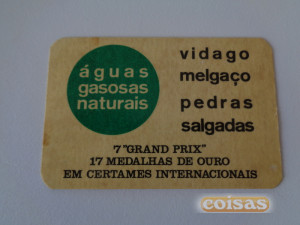 águas
gasosas
naturais
vidago
melgaço
pedras
salgadas
7 "GRAND PRIX"
17 MEDALHAS DE OURO
EM CERTAMES INTERNACIONAIS
coisas